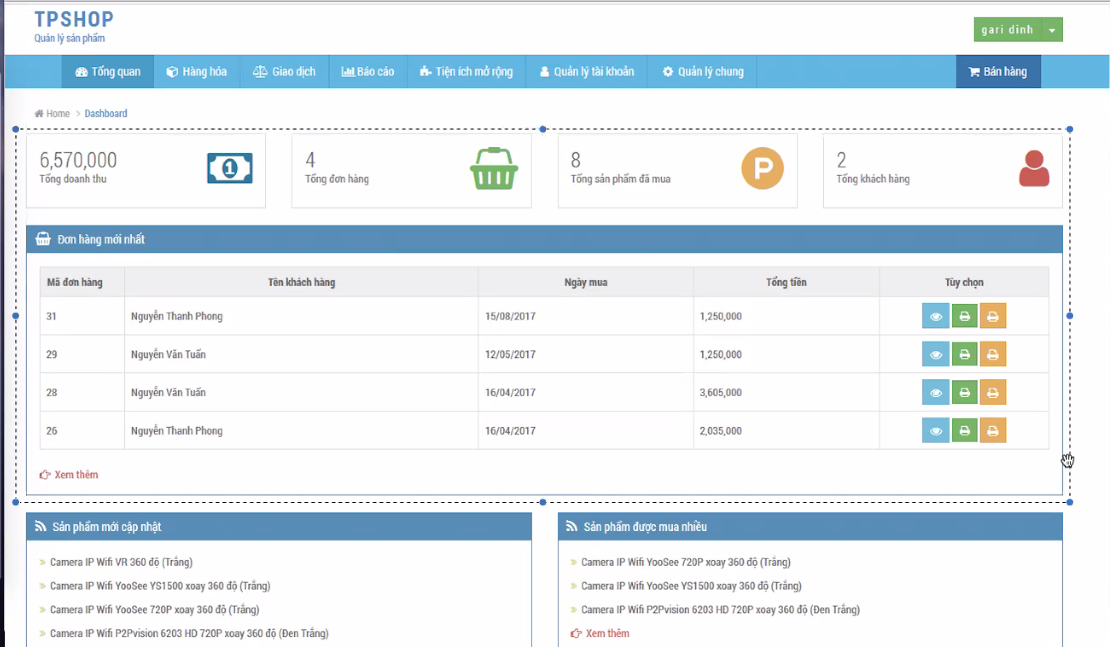 TPSHOP
Quản lý sản phẩm
gari dinh
Tổng quan Hàng hóa Giao dịch Báo cáo Tiện ích mở rộng Quản lý tài khoản Quản lý chung Bán hàng
Home > Dashboard
6,570,000 4 8 2
Tổng doanh thu Tổng đơn hàng Tổng sản phẩm đã mua Tổng khách hàng
Đơn hàng mới nhất
Mã đơn hàng Tên khách hàng Ngày mua Tổng tiền Tùy chọn
31 Nguyễn Thanh Phong 15/08/2017 1,250,000
29 Nguyễn Văn Tuấn 12/05/2017 1,250,000
28 Nguyễn Văn Tuấn 16/04/2017 3,605,000
26 Nguyễn Thanh Phong 16/04/2017 2,035,000
Xem thêm
Sản phẩm mới cập nhật
» Camera IP Wifi VR 360 độ (Trắng)
» Camera IP Wifi YooSee YS1500 xoay 360 độ (Trắng)
» Camera IP Wifi YooSee 720P xoay 360 độ (Trắng)
» Camera IP Wifi P2Pvision 6203 HD 720P xoay 360 độ (Đen Trắng)
Sản phẩm được mua nhiều
» Camera IP Wifi YooSee 720P xoay 360 độ (Trắng)
» Camera IP Wifi YooSee YS1500 xoay 360 độ (Trắng)
» Camera IP Wifi P2Pvision 6203 HD 720P xoay 360 độ (Đen Trắng)
Xem thêm